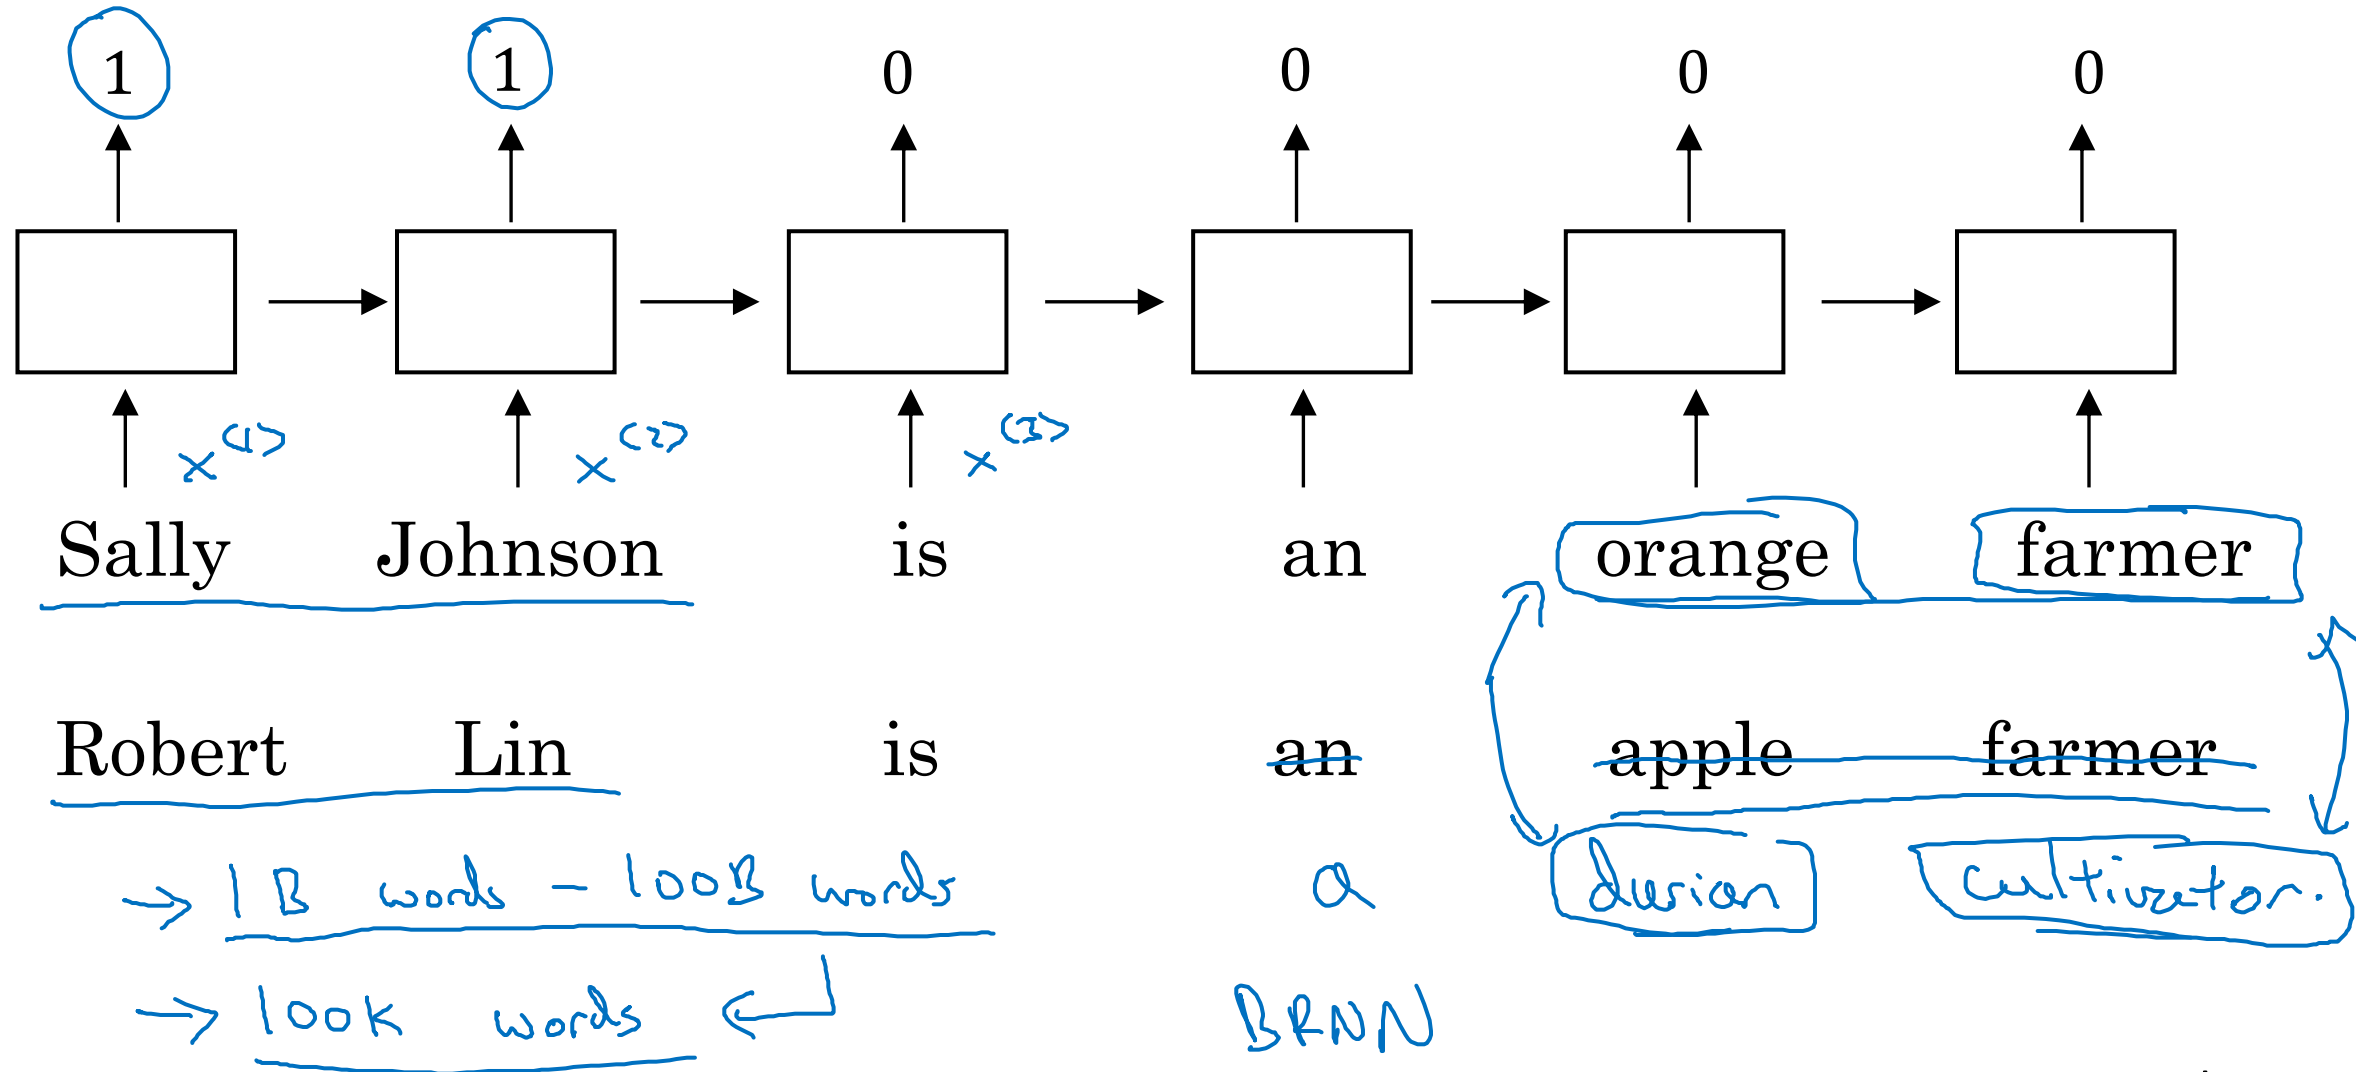 1 1 0 0 0 0
x<1> x<2> x<3>
Sally Johnson is an orange farmer
Robert Lin is an apple farmer
→ 1B words - 100B words a durian cultivator.
→ 100k words ← BRNN